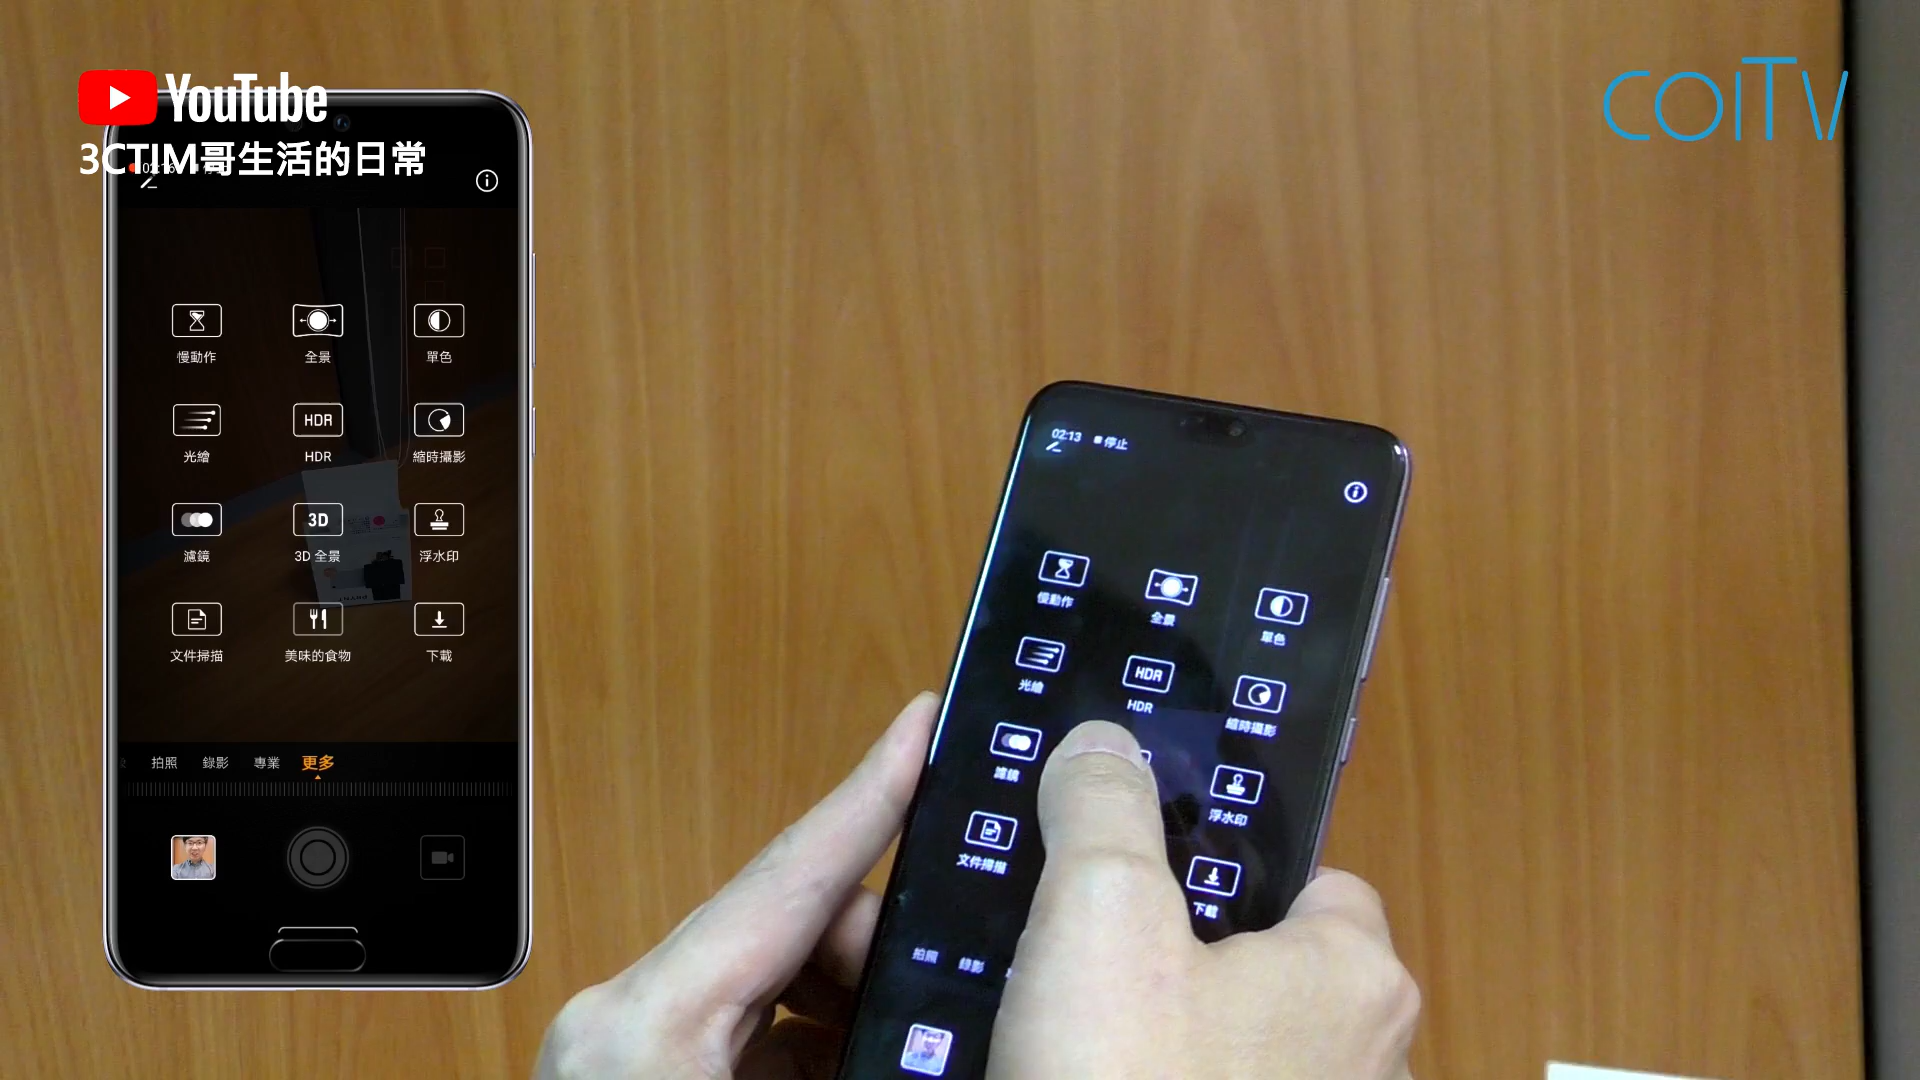 YouTube
3CTIM哥生活的日常
coiTV
慢動作 全景 單色
HDR
光繪 HDR 縮時攝影
3D
濾鏡 3D 全景 浮水印
文件掃描 美味的食物 下載
拍照 錄影 專業 更多
02:13 停止
慢動作 全景 單色
HDR
光繪 HDR 縮時攝影
濾鏡 浮水印
文件掃描 下載
拍照 錄影